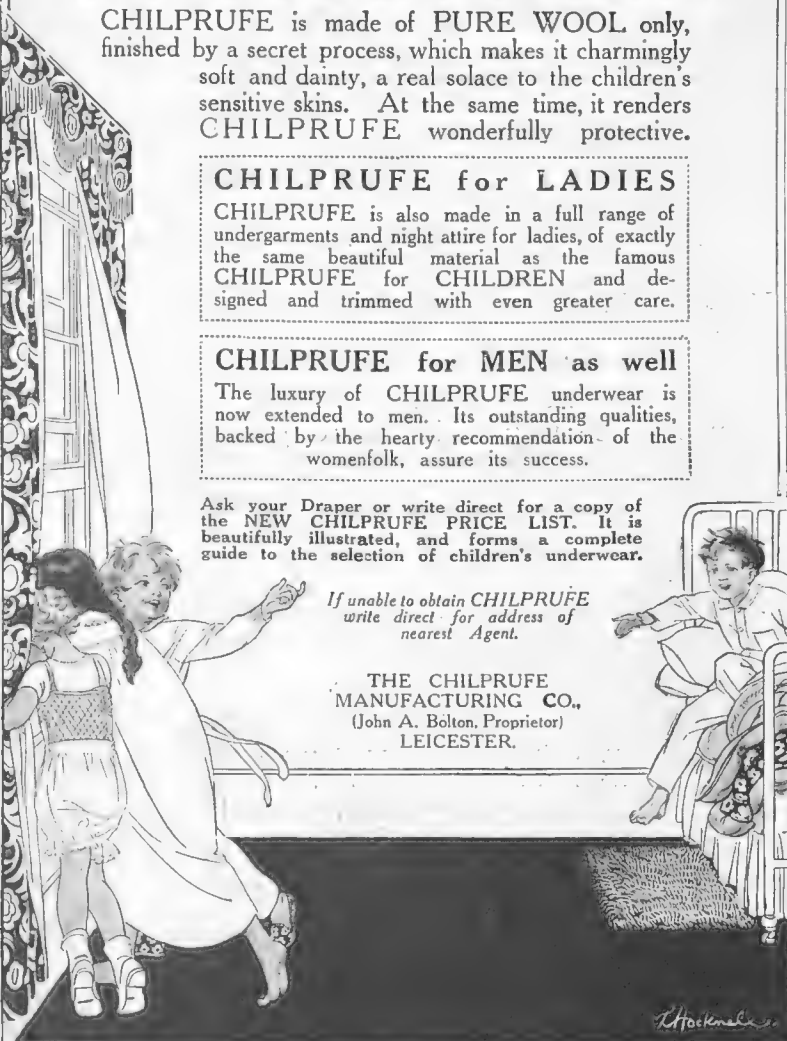 CHILPRUFE is made of PURE WOOL only,
finished by a secret process, which makes it charmingly
soft and dainty, a real solace to the children's
sensitive skins. At the same time, it renders
CHILPRUFE wonderfully protective.
CHILPRUFE for LADIES
CHILPRUFE is also made in a full range of
undergarments and night attire for ladies, of exactly
the same beautiful material as the famous
CHILPRUFE for CHILDREN and de-
signed and trimmed with even greater care.
CHILPRUFE for MEN as well
The luxury of CHILPRUFE underwear is
now extended to men. Its outstanding qualities,
backed by the hearty recommendation of the
womenfolk, assure its success.
Ask your Draper or write direct for a copy of
the NEW CHILPRUFE PRICE LIST. It is
beautifully illustrated, and forms a complete
guide to the selection of children's underwear.
If unable to obtain CHILPRUFE
write direct for address of
nearest Agent.
THE CHILPRUFE
MANUFACTURING CO.,
(John A. Bolton, Proprietor)
LEICESTER.